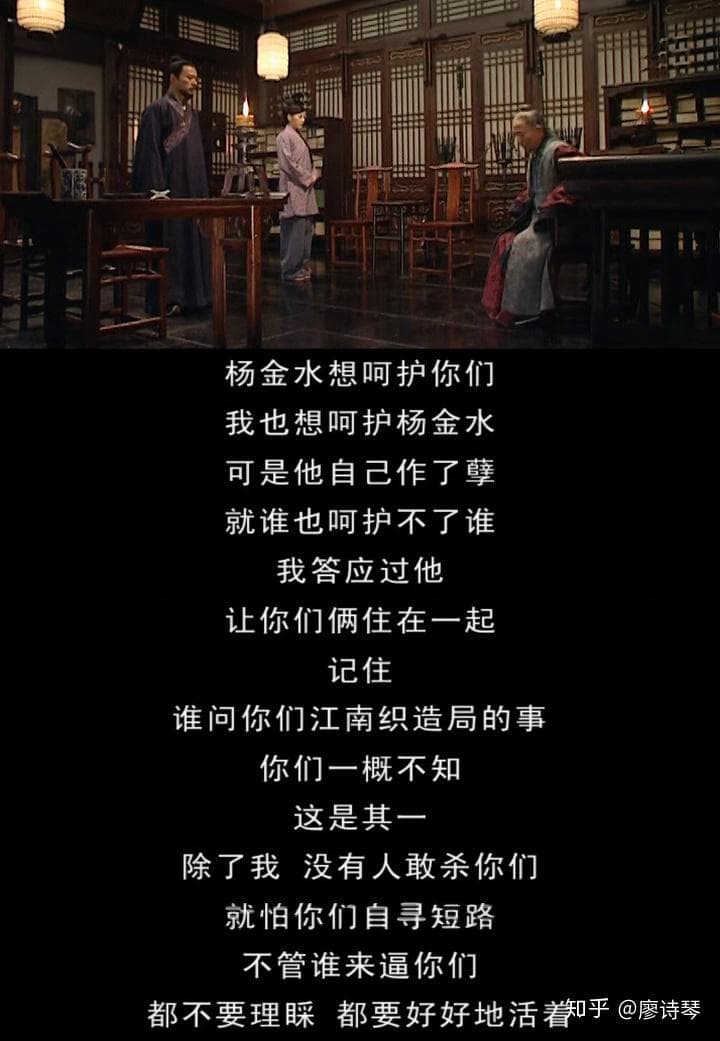 杨金水想呵护你们
我也想呵护杨金水
可是他自己作了孽
就谁也呵护不了谁
我答应过他
让你们俩住在一起
记住
谁问你们江南织造局的事
你们一概不知
这是其一
除了我 没有人敢杀你们
就怕你们自寻短路
不管谁来逼你们
都不要理睬 都要好好地活着
知乎 @廖诗琴